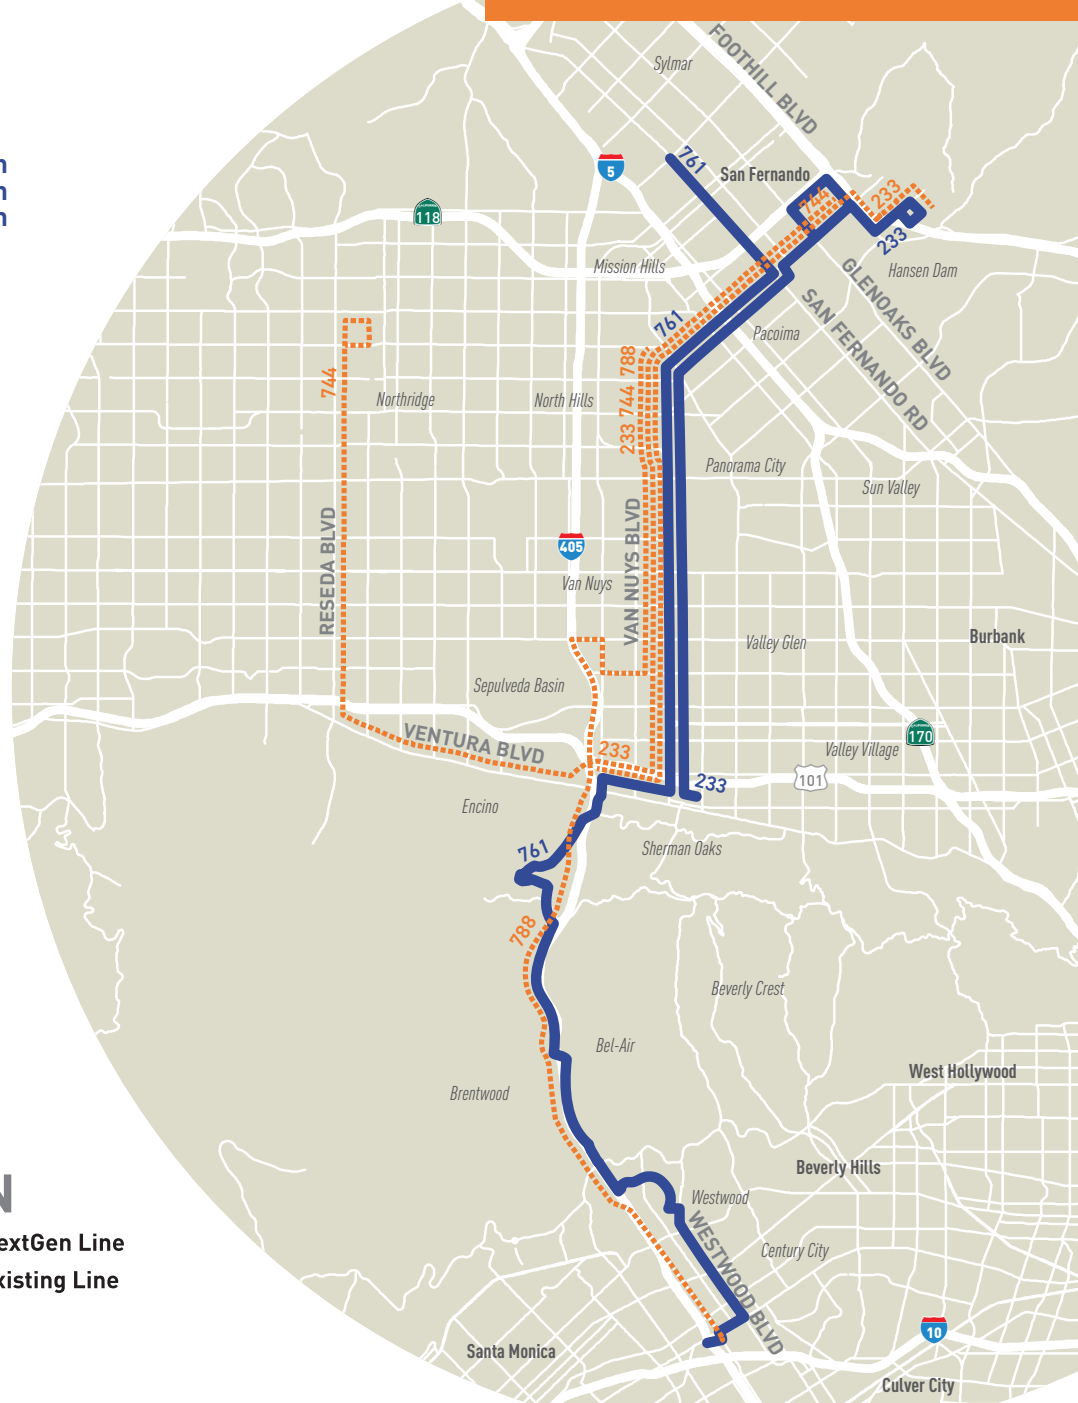 FOOTHILL BLVD
Sylmar
761
San Fernando
5
744
233
118
233
Mission Hills
Hansen Dam
GLENOAKS BLVD
SAN FERNANDO RD
761
Pacoima
788
744
744
Northridge
North Hills
233
Panorama City
Sun Valley
RESEDA BLVD
VAN NUYS BLVD
405
Van Nuys
Burbank
Valley Glen
Sepulveda Basin
VENTURA BLVD
233
170
Valley Village
101
233
Encino
761
Sherman Oaks
788
Beverly Crest
Bel-Air
West Hollywood
Brentwood
Beverly Hills
Westwood
WESTWOOD BLVD
Century City
extGen Line
xisting Line
10
Santa Monica
Culver City